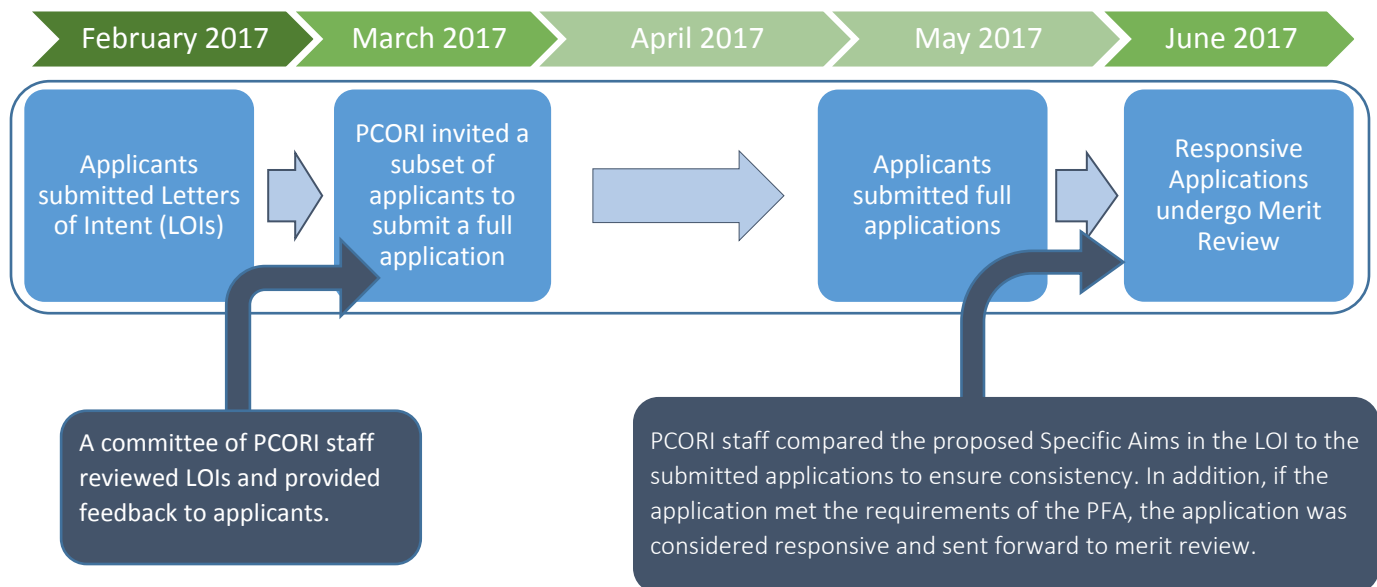 February 2017
March 2017
April 2017
May 2017
June 2017
Applicants
submitted Letters
of Intent (LOIs)
PCORI invited a
subset of
applicants to
submit a full
application
Applicants
submitted full
applications
Responsive
Applications
undergo Merit
Review
A committee of PCORI staff
reviewed LOIs and provided
feedback to applicants.
PCORI staff compared the proposed Specific Aims in the LOI to the
submitted applications to ensure consistency. In addition, if the
application met the requirements of the PFA, the application was
considered responsive and sent forward to merit review.